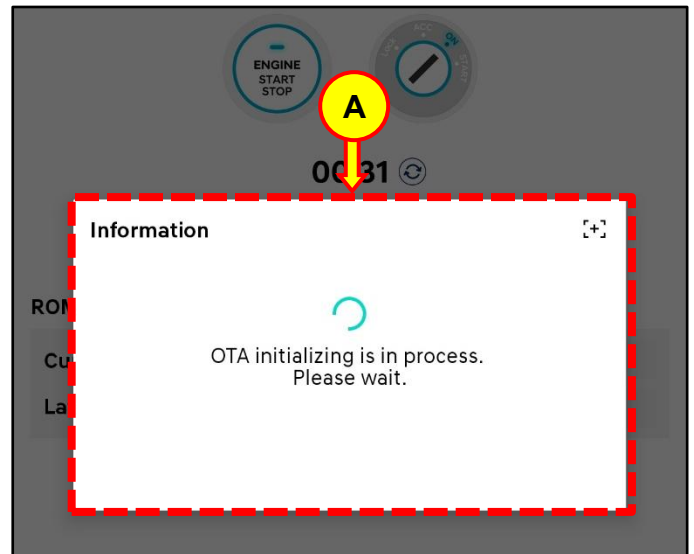 ENGINE
START
STOP
LOCK
ACC
ON
START
A
00 31
Information
OTA initializing is in process.
Please wait.
ROM
Cu
La